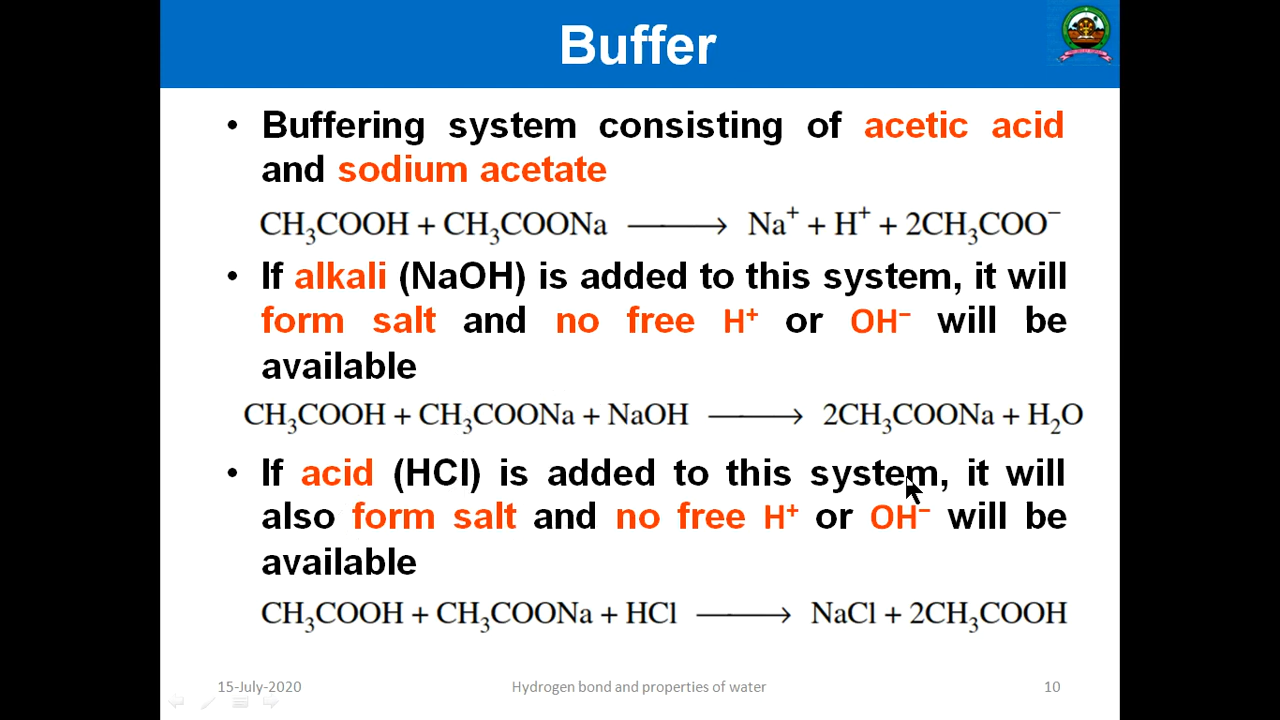 Buffer
• Buffering system consisting of acetic acid
and sodium acetate
CH₃COOH + CH₃COONa ⟶ Na⁺ + H⁺ + 2CH₃COO⁻
• If alkali (NaOH) is added to this system, it will
form salt and no free H⁺ or OH⁻ will be
available
CH₃COOH + CH₃COONa + NaOH ⟶ 2CH₃COONa + H₂O
• If acid (HCl) is added to this system, it will
also form salt and no free H⁺ or OH⁻ will be
available
CH₃COOH + CH₃COONa + HCl ⟶ NaCl + 2CH₃COOH
15-July-2020 Hydrogen bond and properties of water 10